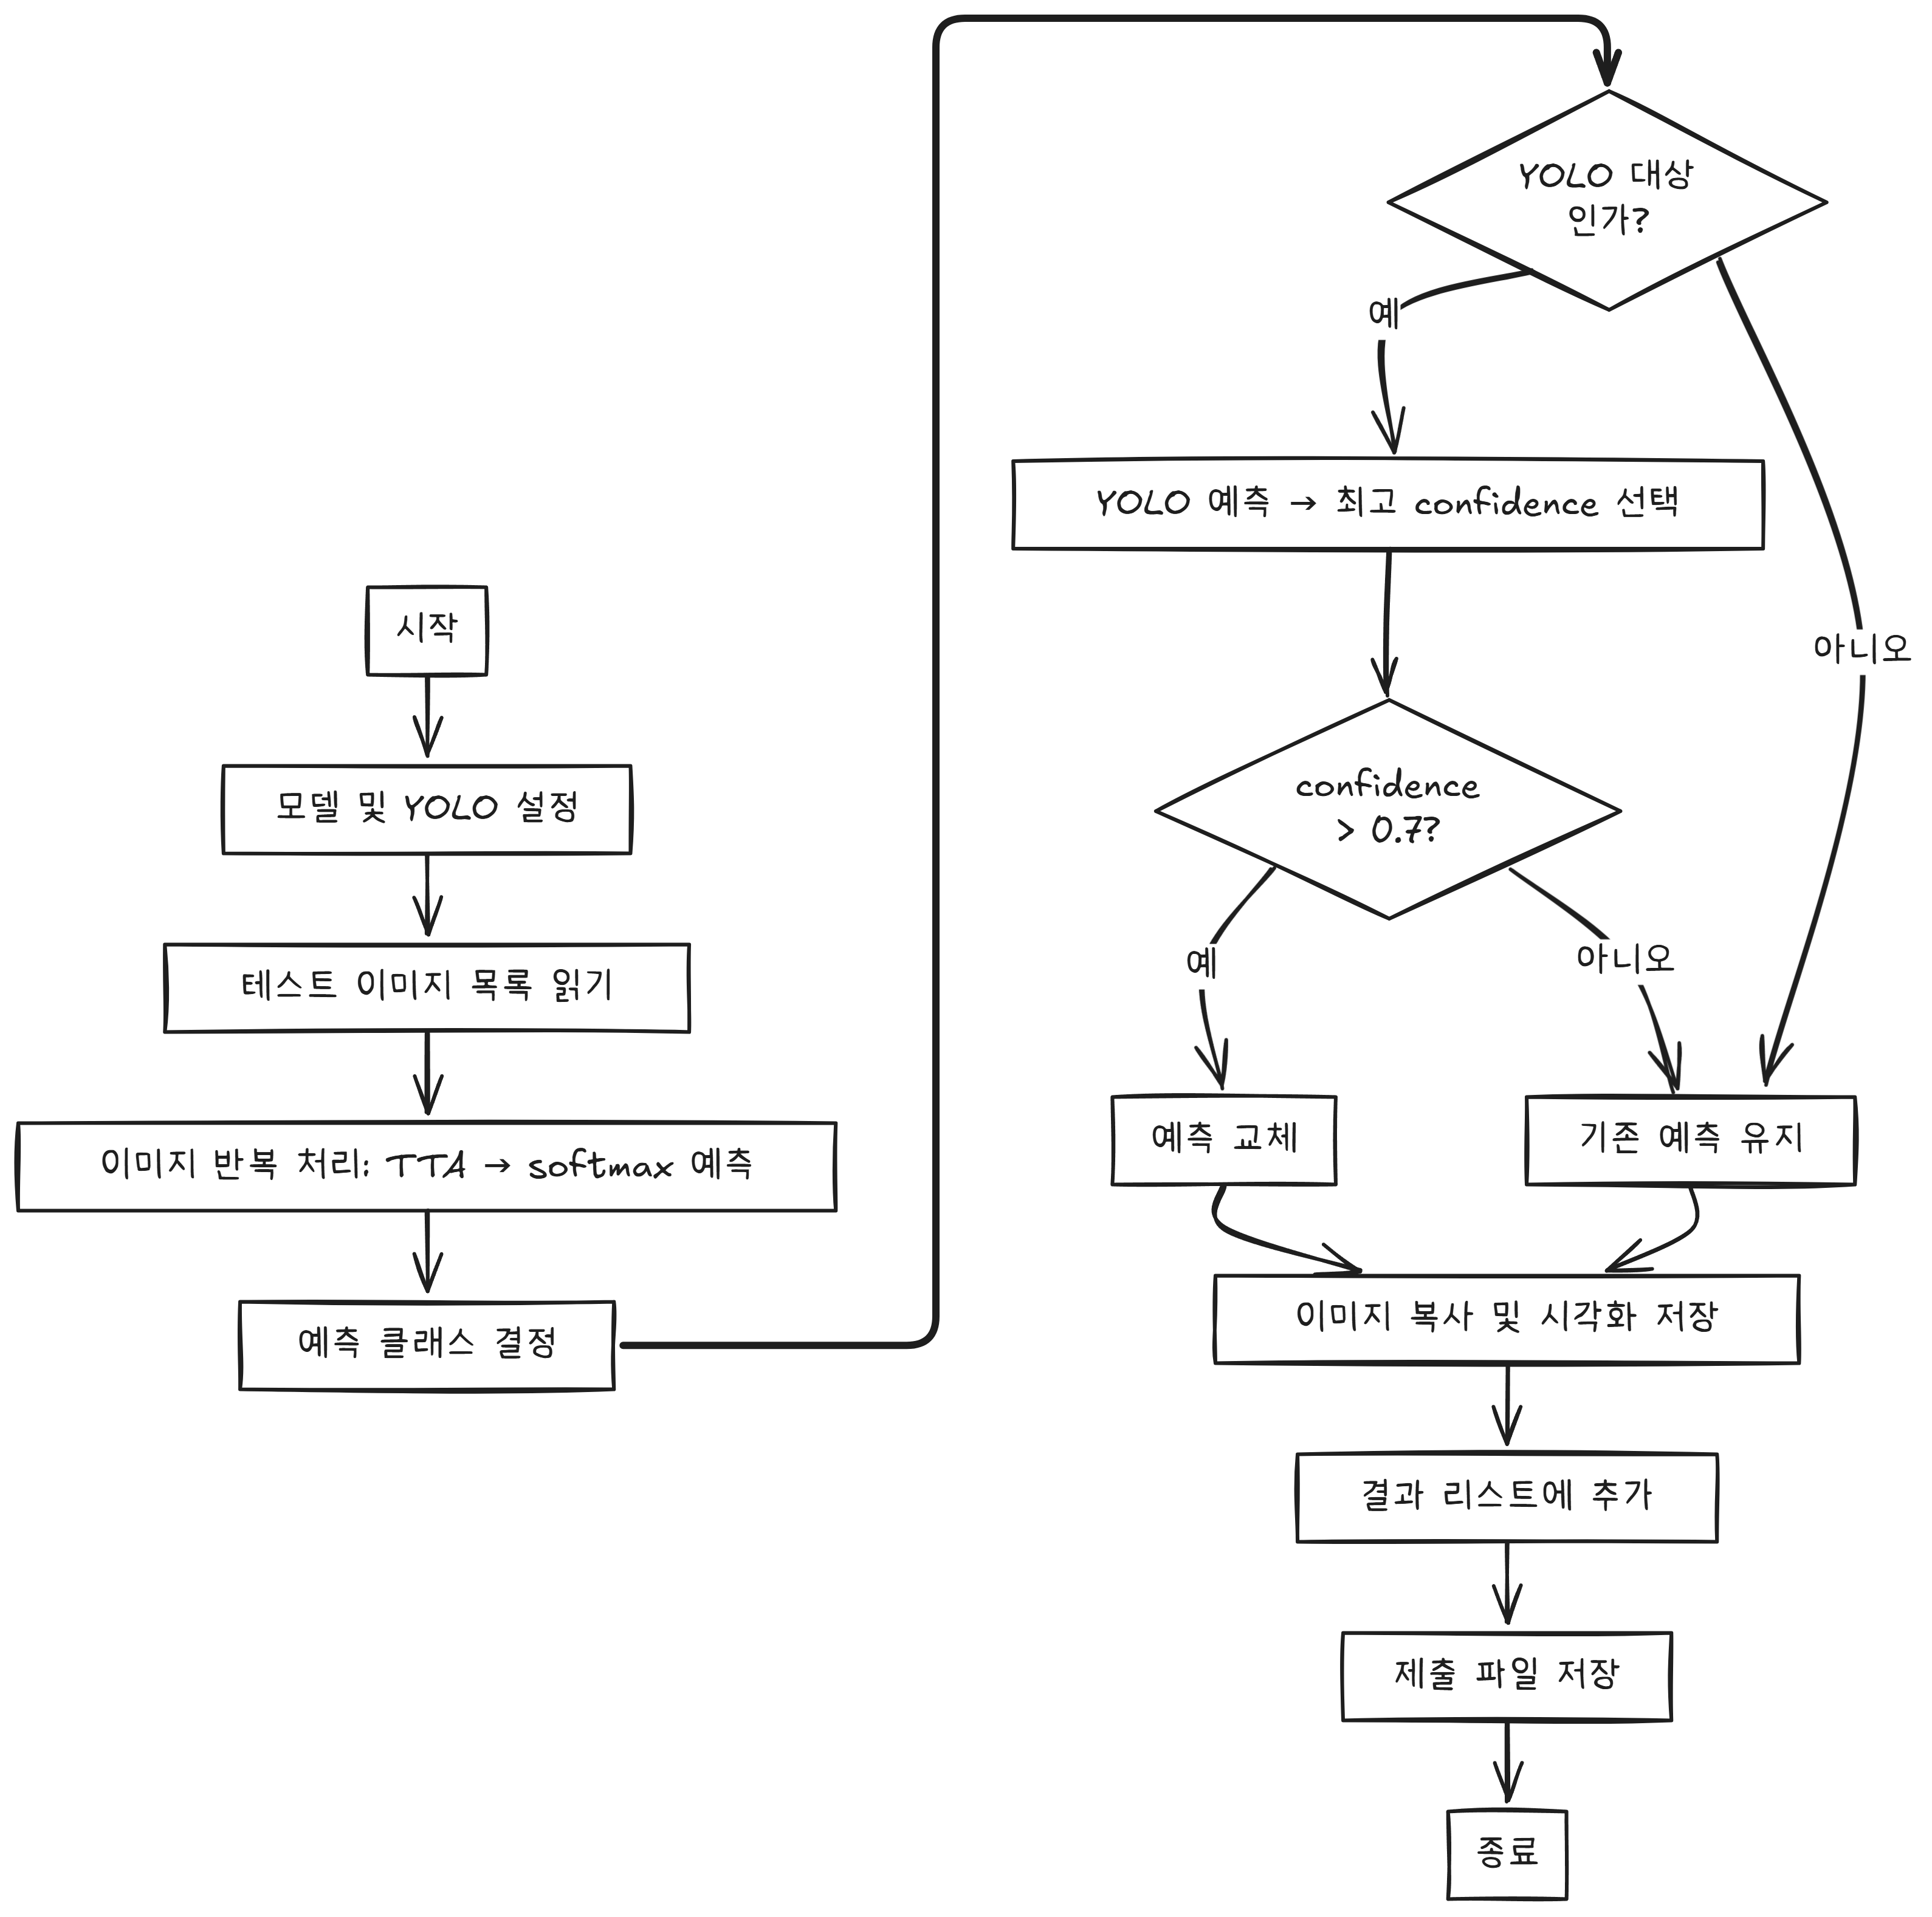 시작
모델 및 YOLO 설정
테스트 이미지 목록 읽기
이미지 반복 처리: TTA → softmax 예측
예측 클래스 결정
YOLO 대상
인가?
예
아니오
YOLO 예측 → 최고 confidence 선택
confidence
> 0.7?
예
아니오
예측 교체
기존 예측 유지
이미지 복사 및 시각화 저장
결과 리스트에 추가
제출 파일 저장
종료